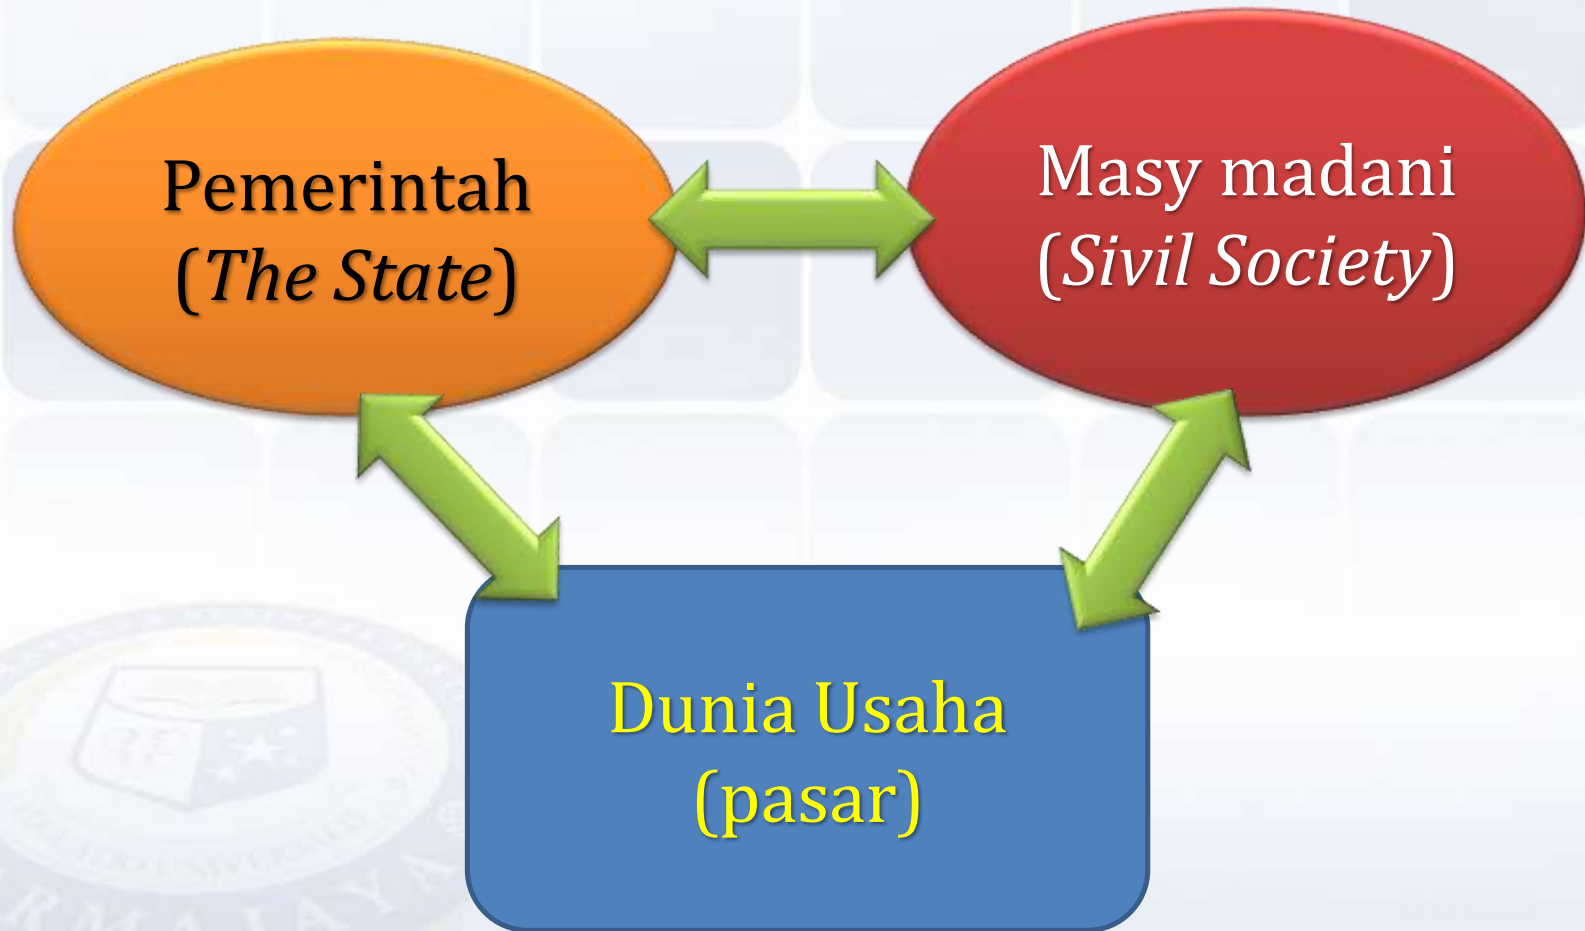 Pemerintah
(The State)
Masy madani
(Sivil Society)
Dunia Usaha
(pasar)